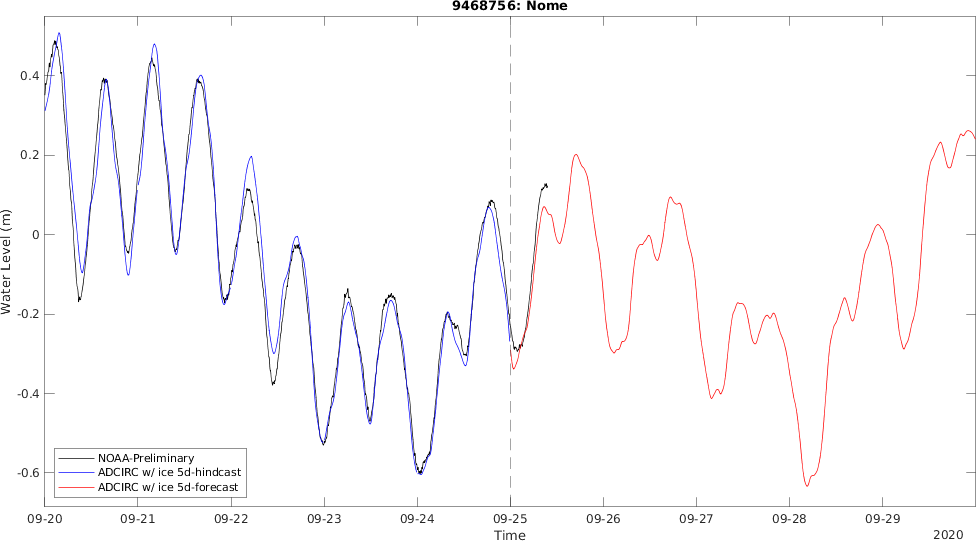 9468756: Nome
Water Level (m)
0.4
0.2
0
-0.2
-0.4
-0.6
NOAA-Preliminary
ADCIRC w/ ice 5d-hindcast
ADCIRC w/ ice 5d-forecast
09-20 09-21 09-22 09-23 09-24 09-25 09-26 09-27 09-28 09-29
Time
2020